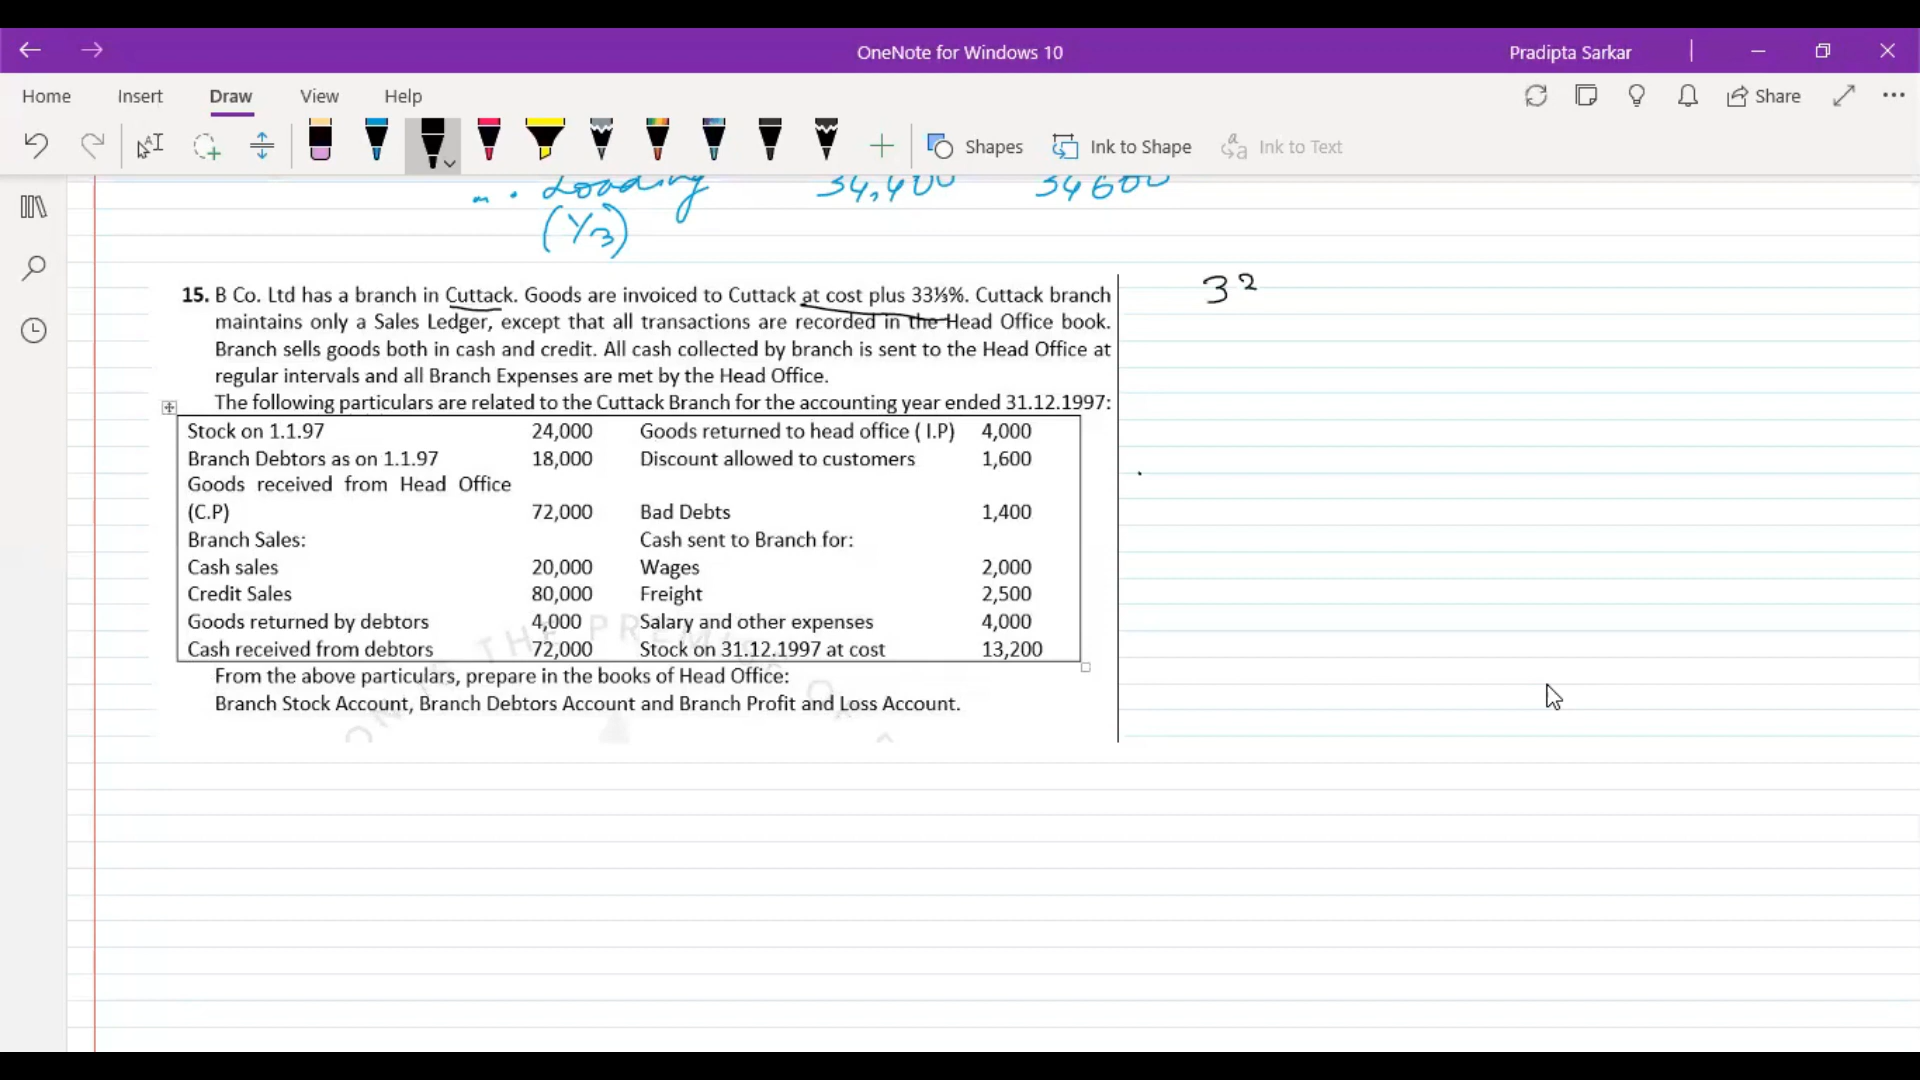 OneNote for Windows 10
Pradipta Sarkar
Home Insert Draw View Help
Share
Shapes
Ink to Shape
Ink to Text
Loading 34,400 34600
(1/3)
15. B Co. Ltd has a branch in Cuttack. Goods are invoiced to Cuttack at cost plus 33⅓%. Cuttack branch
maintains only a Sales Ledger, except that all transactions are recorded in the Head Office book.
Branch sells goods both in cash and credit. All cash collected by branch is sent to the Head Office at
regular intervals and all Branch Expenses are met by the Head Office.
The following particulars are related to the Cuttack Branch for the accounting year ended 31.12.1997:
Stock on 1.1.97 24,000 Goods returned to head office ( I.P) 4,000
Branch Debtors as on 1.1.97 18,000 Discount allowed to customers 1,600
Goods received from Head Office
(C.P) 72,000 Bad Debts 1,400
Branch Sales: Cash sent to Branch for:
Cash sales 20,000 Wages 2,000
Credit Sales 80,000 Freight 2,500
Goods returned by debtors 4,000 Salary and other expenses 4,000
Cash received from debtors 72,000 Stock on 31.12.1997 at cost 13,200
From the above particulars, prepare in the books of Head Office:
Branch Stock Account, Branch Debtors Account and Branch Profit and Loss Account.
32